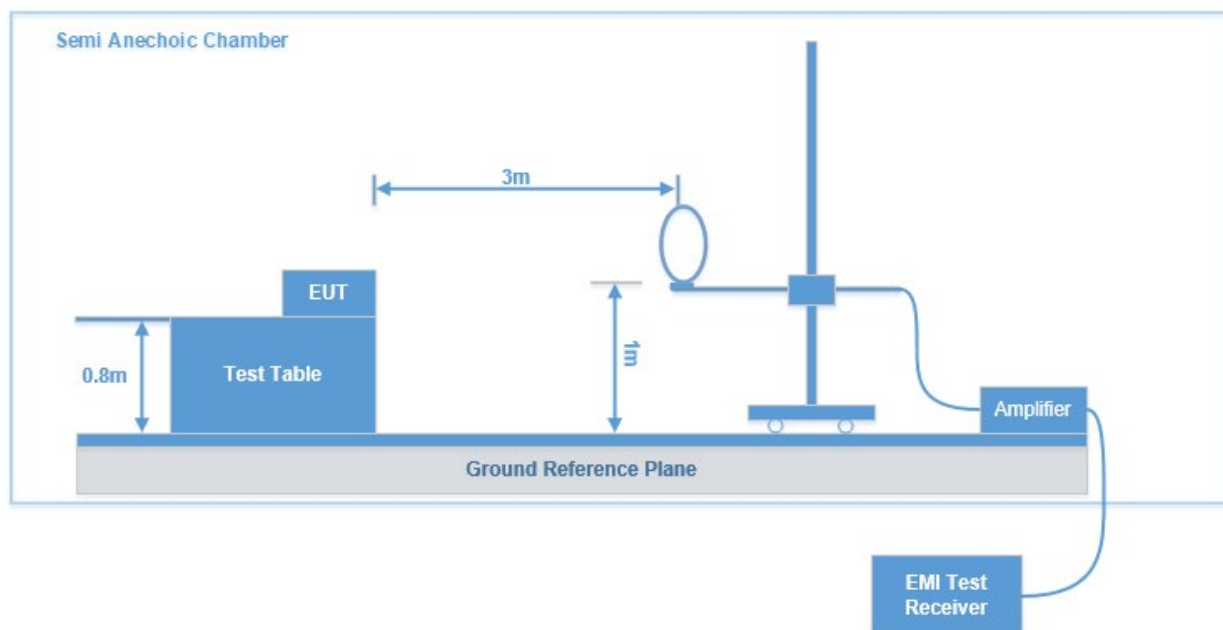 Semi Anechoic Chamber
3m
EUT
0.8m
Test Table
1m
Amplifier
Ground Reference Plane
EMI Test
Receiver